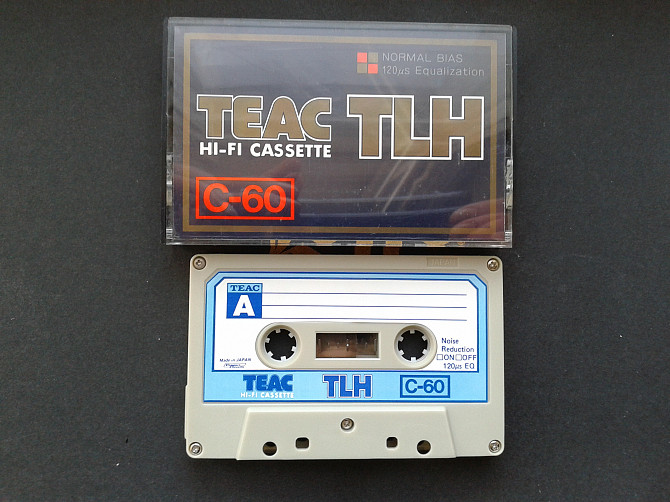 NORMAL BIAS
120μs Equalization
TEAC TLH
HI-FI CASSETTE
C-60
TEAC
A
Noise
Reduction
□ON□OFF
120μs EQ
Made in JAPAN
TEAC TLH C-60
HI-FI CASSETTE